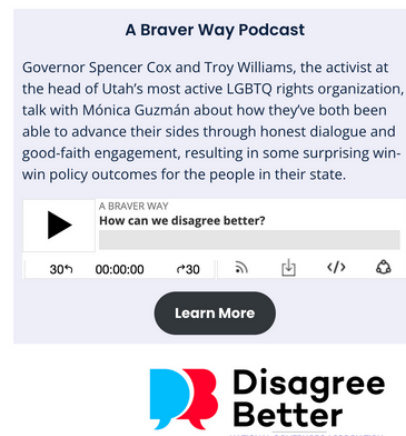 A Braver Way Podcast
Governor Spencer Cox and Troy Williams, the activist at
the head of Utah’s most active LGBTQ rights organization,
talk with Mónica Guzmán about how they’ve both been
able to advance their sides through honest dialogue and
good-faith engagement, resulting in some surprising win-
win policy outcomes for the people in their state.
A BRAVER WAY
How can we disagree better?
30 00:00:00 30
Learn More
Disagree
Better